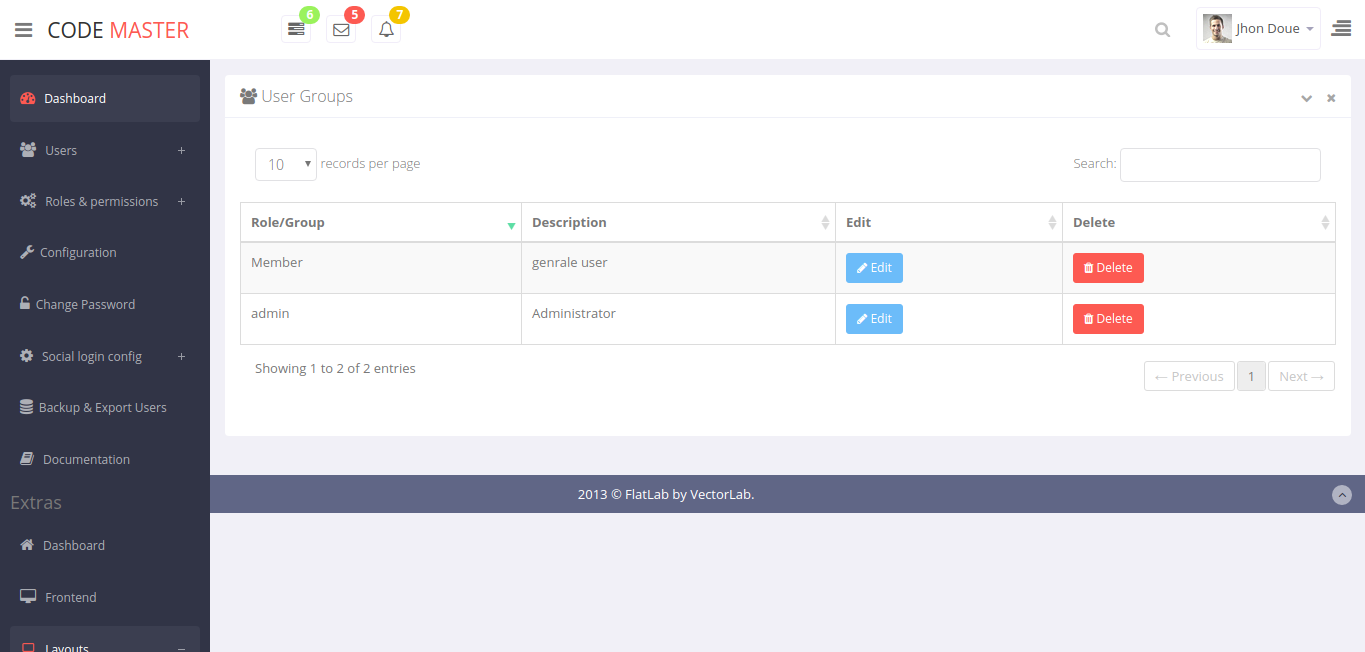 CODE MASTER
6
5
7
Jhon Doue
Dashboard
Users
Roles & permissions
Configuration
Change Password
Social login config
Backup & Export Users
Documentation
Extras
Dashboard
Frontend
Layouts
User Groups
10 records per page
Search:
Role/Group Description Edit Delete
Member genrale user Edit Delete
admin Administrator Edit Delete
Showing 1 to 2 of 2 entries
← Previous 1 Next →
2013 © FlatLab by VectorLab.